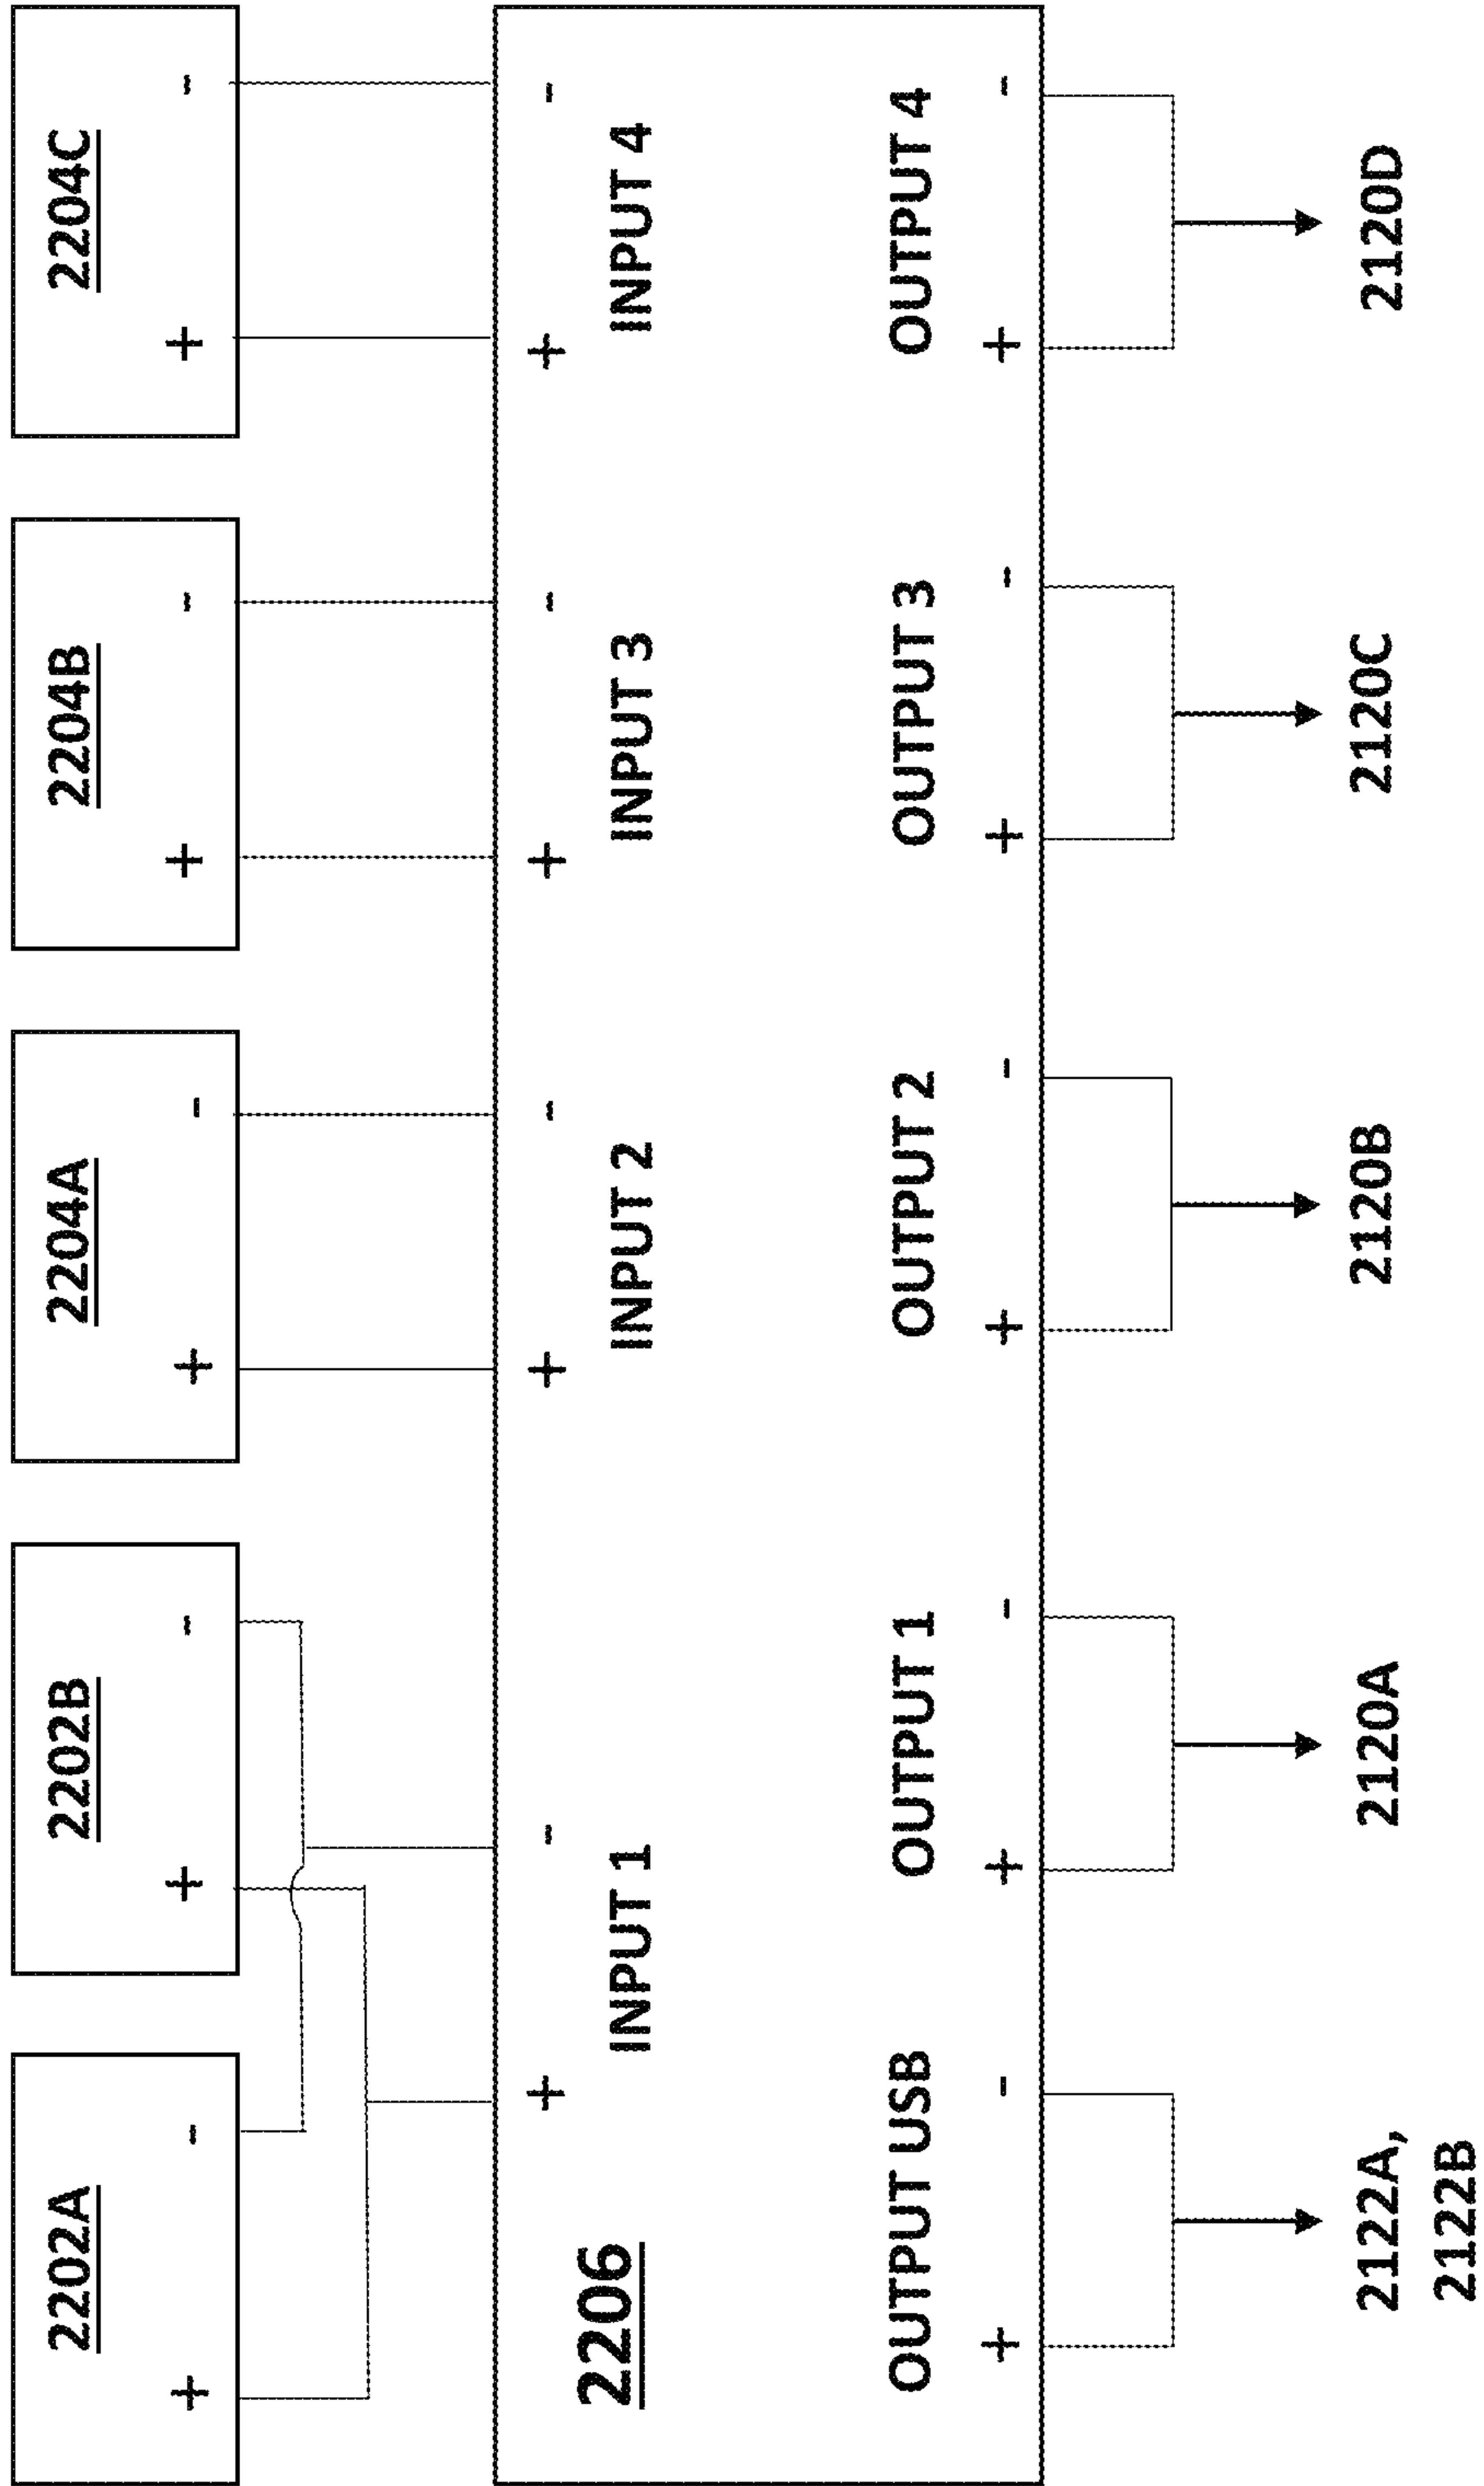 2202A
2202B
2204A
2204B
2204C
+ -
+ -
+ -
+ -
+ -
+ -
+ -
+ -
+ -
2206
INPUT 1
INPUT 2
INPUT 3
INPUT 4
OUTPUT USB
OUTPUT 1
OUTPUT 2
OUTPUT 3
OUTPUT 4
+ -
+ -
+ -
+ -
+ -
2122A,
2122B
2120A
2120B
2120C
2120D